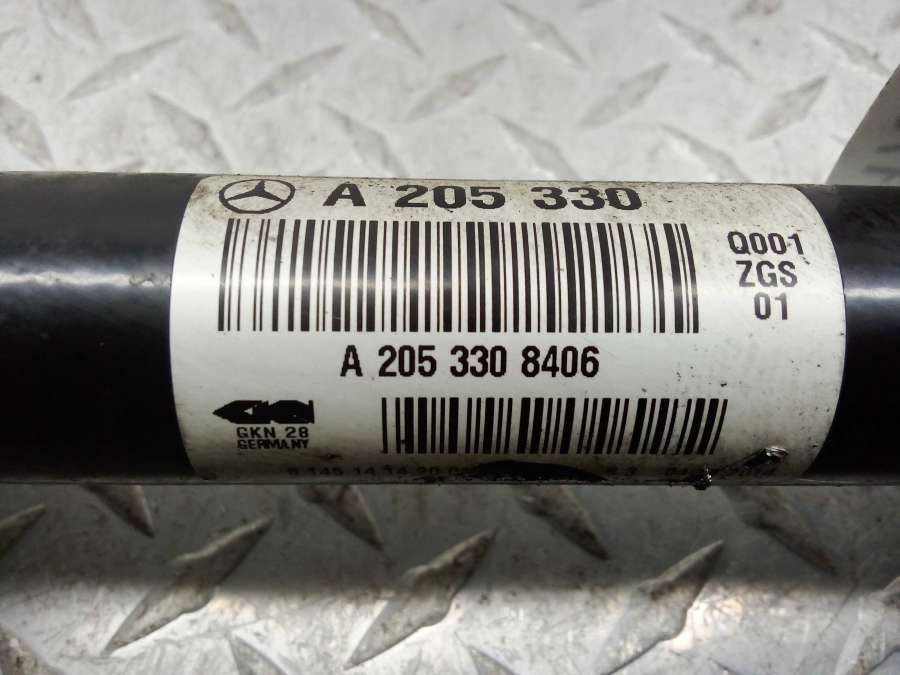 A 205 330
Q001
ZGS
01
A 205 330 8406
GKN 28
GERMANY